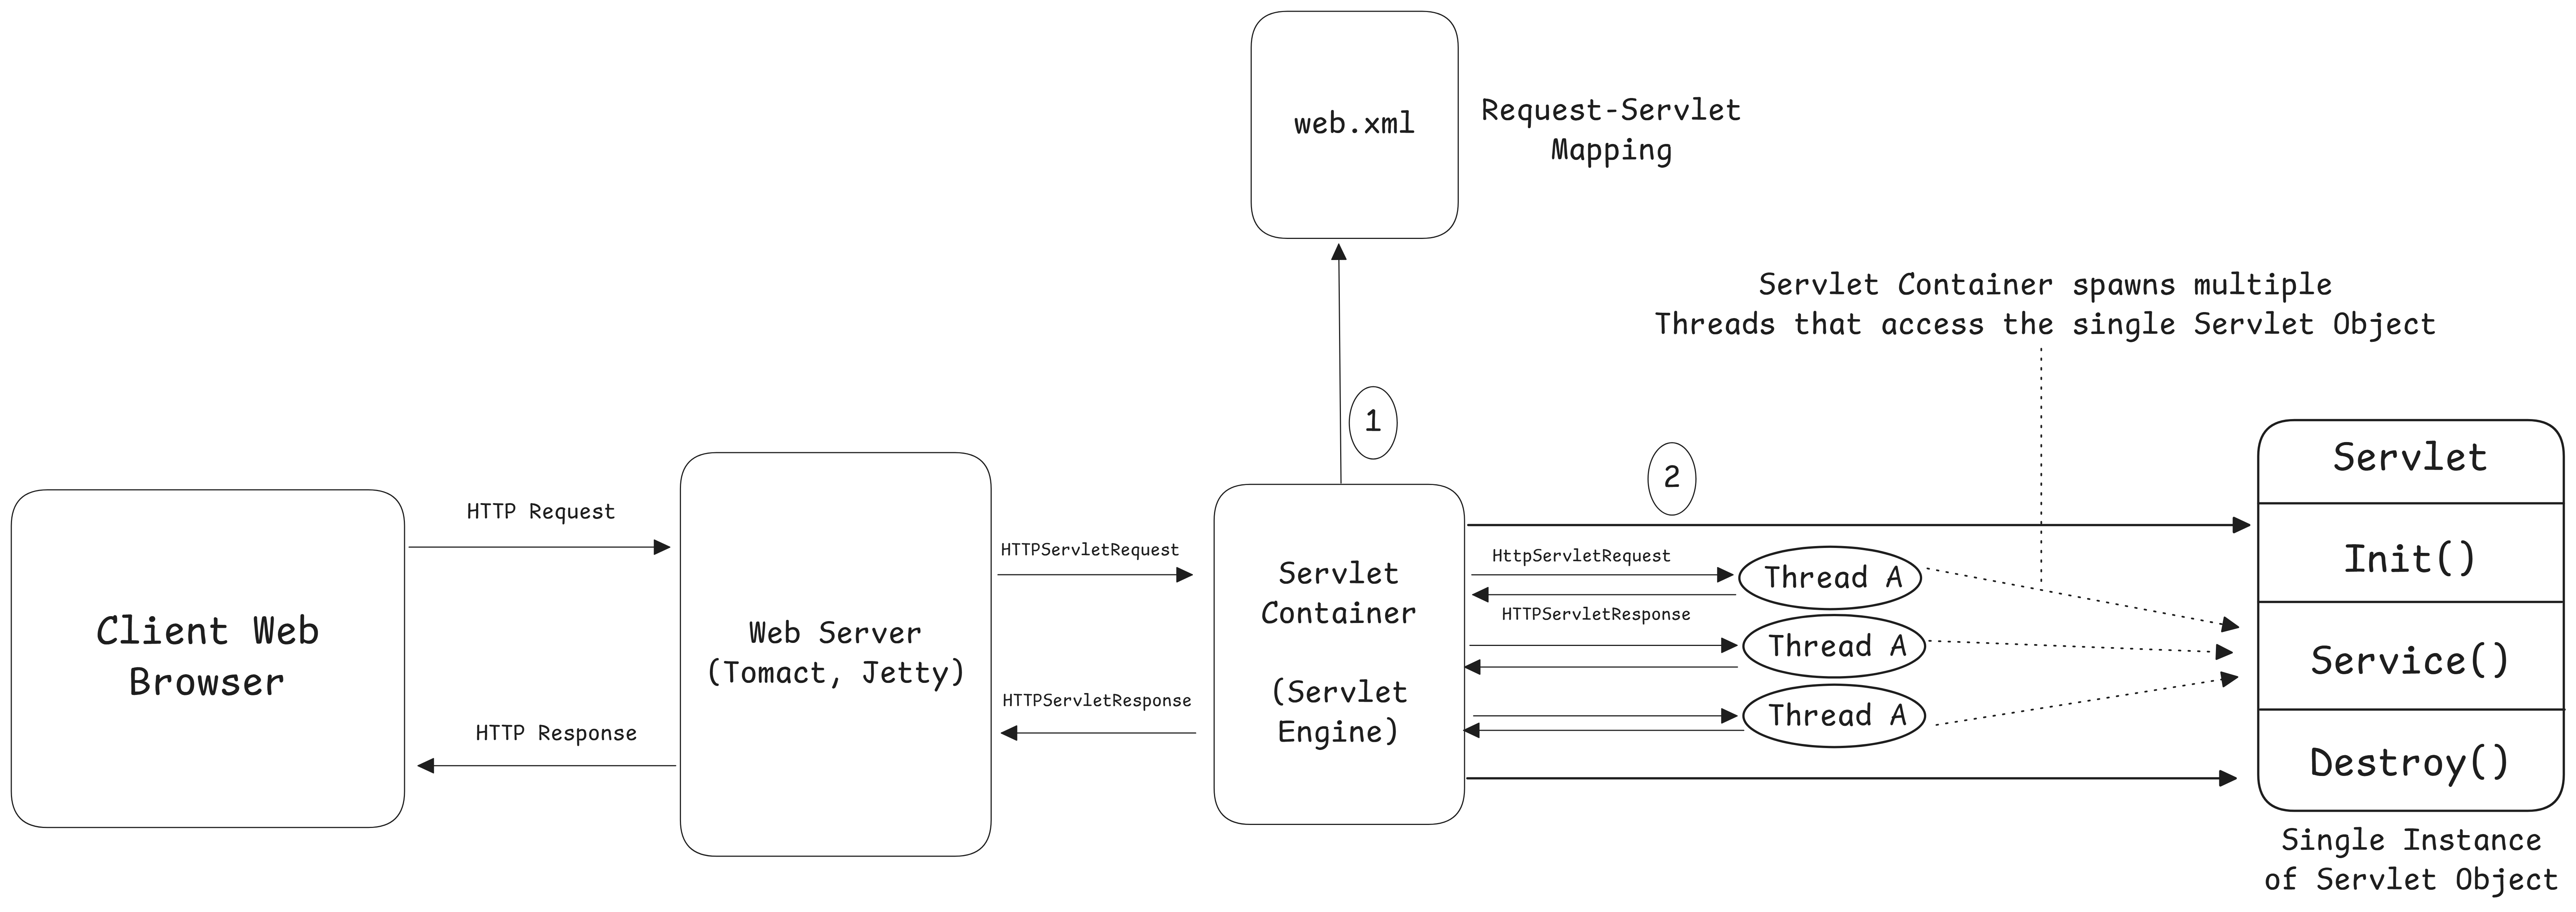 web.xml
Request-Servlet
Mapping
Servlet Container spawns multiple
Threads that access the single Servlet Object
1
2
Client Web
Browser
HTTP Request
HTTP Response
Web Server
(Tomact, Jetty)
HTTPServletRequest
HTTPServletResponse
Servlet
Container
(Servlet
Engine)
HttpServletRequest
HTTPServletResponse
Thread A
Thread A
Thread A
Servlet
Init()
Service()
Destroy()
Single Instance
of Servlet Object